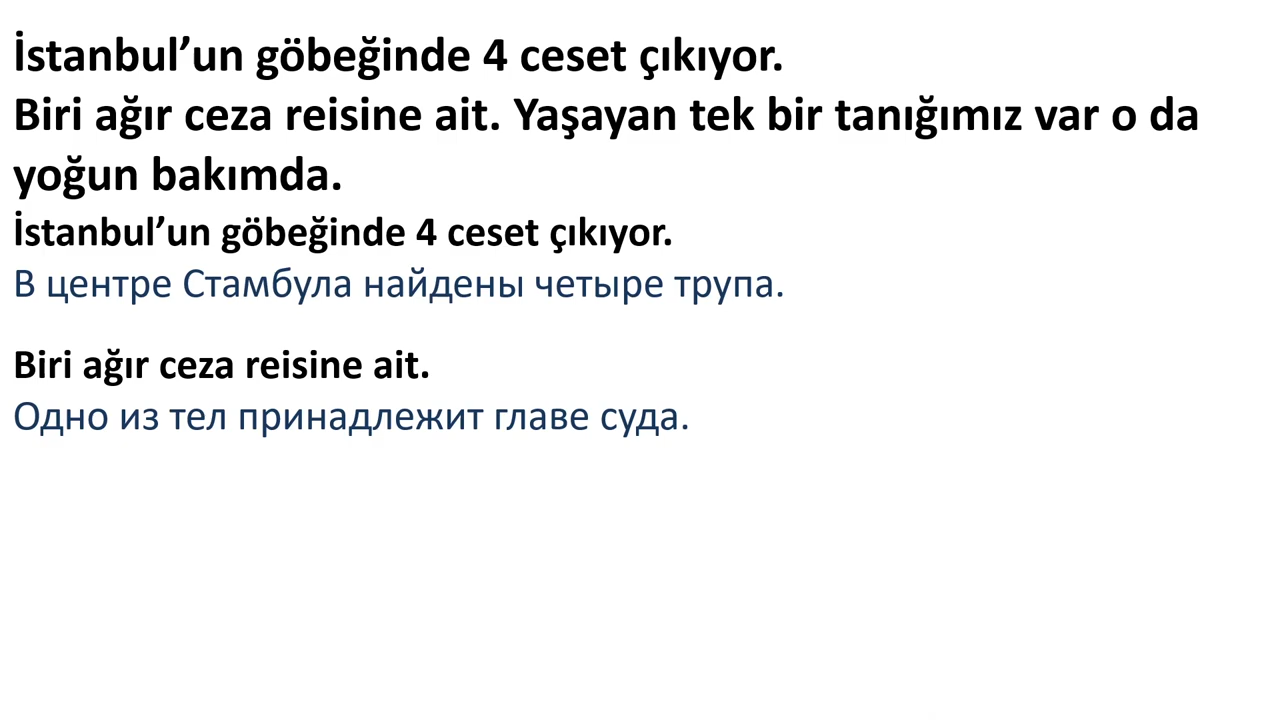 İstanbul’un göbeğinde 4 ceset çıkıyor.
Biri ağır ceza reisine ait. Yaşayan tek bir tanığımız var o da
yoğun bakımda.
İstanbul’un göbeğinde 4 ceset çıkıyor.
В центре Стамбула найдены четыре трупа.
Biri ağır ceza reisine ait.
Одно из тел принадлежит главе суда.